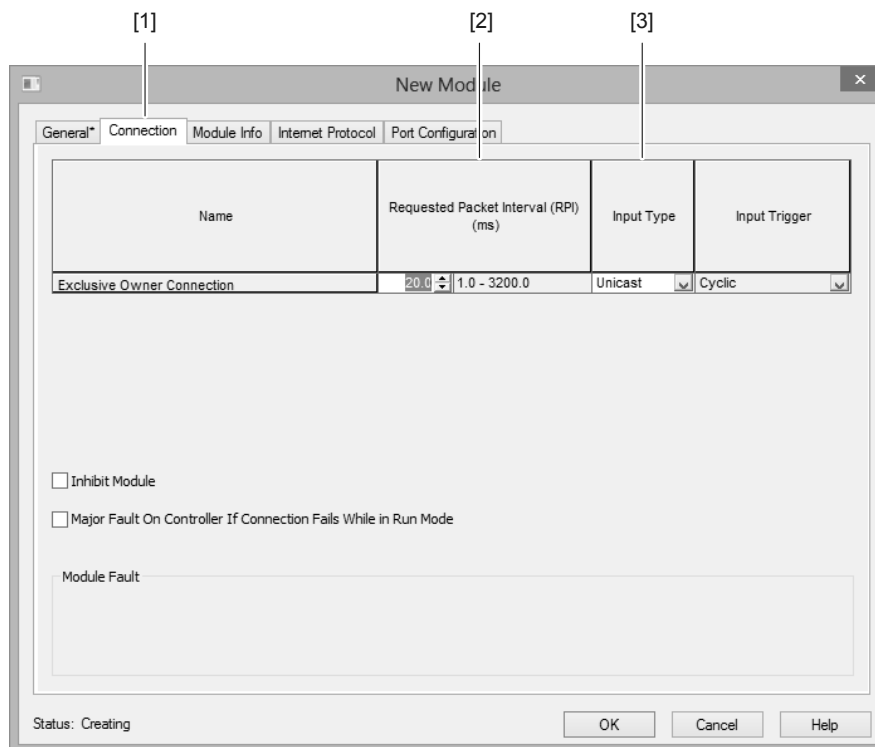 [1] [2] [3]
New Module
×
General* Connection Module Info Internet Protocol Port Configuration
Name Requested Packet Interval (RPI) (ms) Input Type Input Trigger
Exclusive Owner Connection 20.0 1.0 - 3200.0 Unicast Cyclic
Inhibit Module
Major Fault On Controller If Connection Fails While in Run Mode
Module Fault
Status: Creating OK Cancel Help